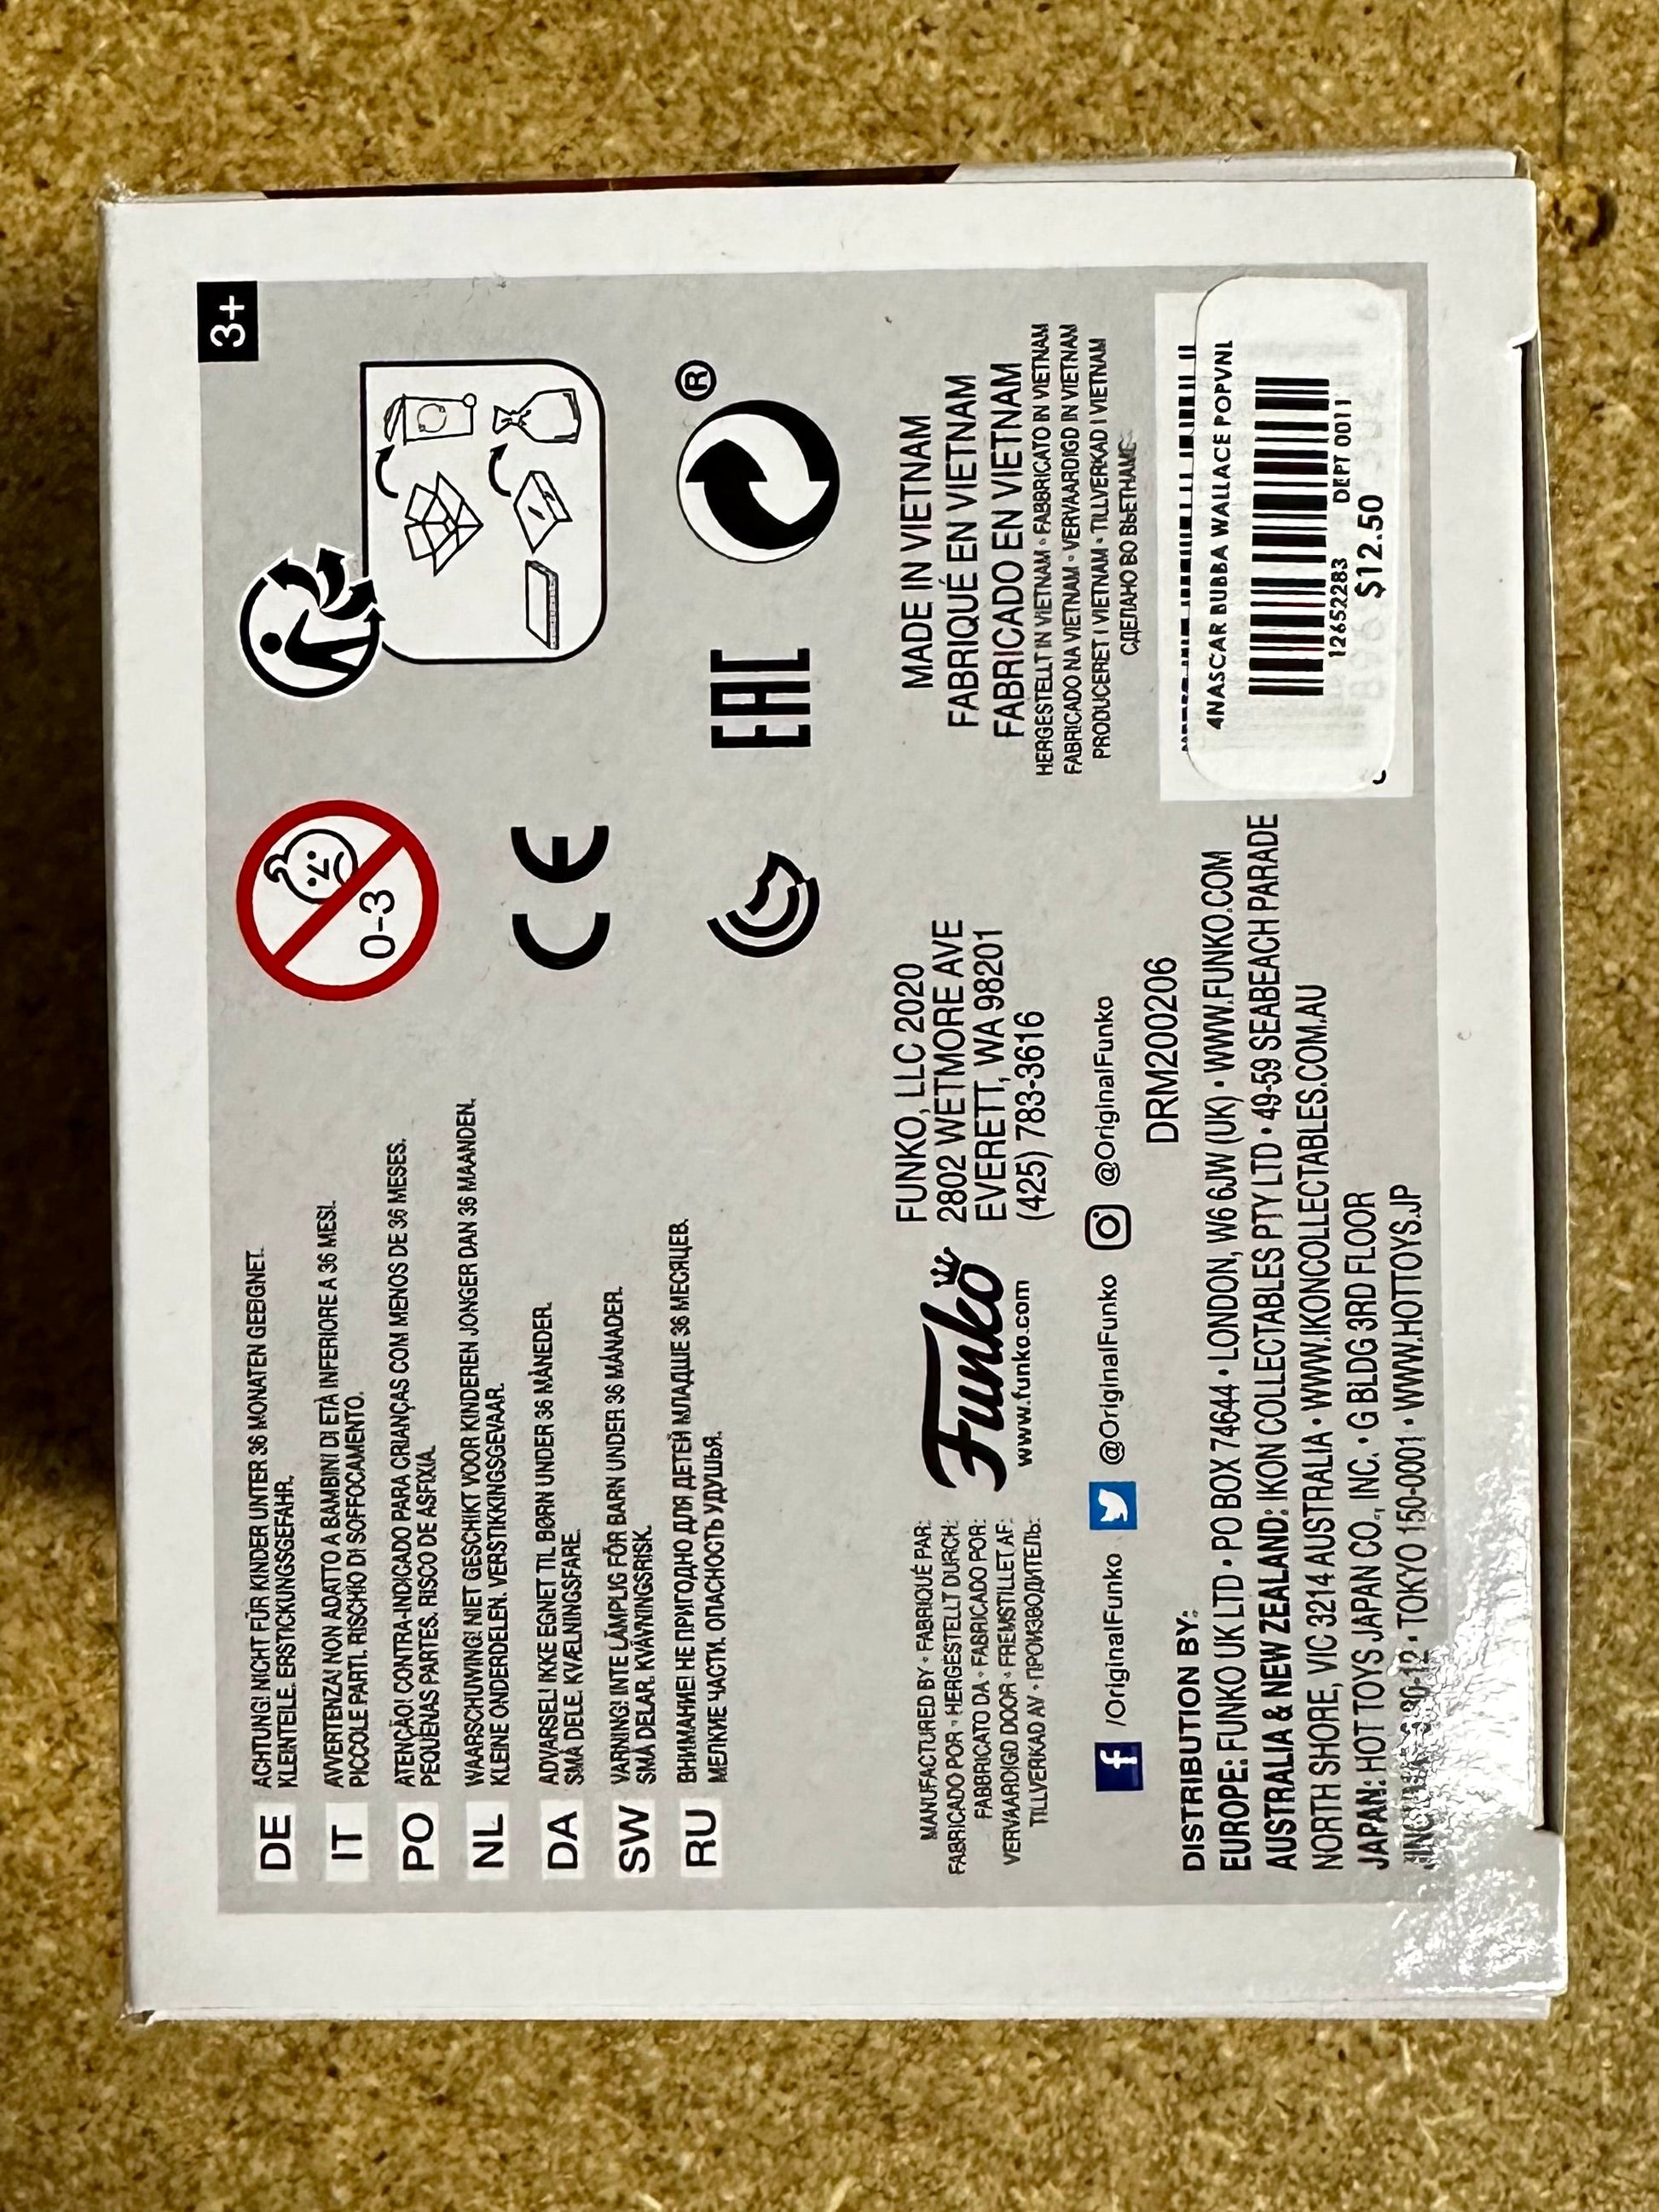 3+
DE
ACHTUNG! NICHT FÜR KINDER UNTER 36 MONATEN GEEIGNET.
KLEINTEILE. ERSTICKUNGSGEFAHR.
IT
AVVERTENZA! NON ADATTO A BAMBINI DI ETÀ INFERIORE A 36 MESI.
PICCOLE PARTI. RISCHIO DI SOFFOCAMENTO.
PO
ATENÇÃO! CONTRA-INDICADO PARA CRIANÇAS COM MENOS DE 36 MESES.
PEQUENAS PARTES. RISCO DE ASFIXIA.
NL
WAARSCHUWING! NIET GESCHIKT VOOR KINDEREN JONGER DAN 36 MAANDEN.
KLEINE ONDERDELEN. VERSTIKKINGSGEVAAR.
DA
ADVARSEL! IKKE EGNET TIL BØRN UNDER 36 MÅNEDER.
SMÅ DELE. KVÆLNINGSFARE.
SW
VARNING! INTE LÄMPLIG FÖR BARN UNDER 36 MÅNADER.
SMÅ DELAR. KVÄVNINGSRISK.
RU
ВНИМАНИЕ! НЕ ПРИГОДНО ДЛЯ ДЕТЕЙ МЛАДШЕ 36 МЕСЯЦЕВ.
МЕЛКИЕ ЧАСТИ. ОПАСНОСТЬ УДУШЬЯ.
0-3
CE
EAC
®
MANUFACTURED BY • FABRIQUÉ PAR:
FABRICADO POR • HERGESTELLT DURCH:
FABBRICATO DA • FABRICADO POR:
VERVAARDIGD DOOR • FREMSTILLET AF:
TILLVERKAD AV • ПРОИЗВОДИТЕЛЬ:
Funko
www.funko.com
FUNKO, LLC 2020
2802 WETMORE AVE
EVERETT, WA 98201
(425) 783-3616
MADE IN VIETNAM
FABRIQUÉ EN VIETNAM
FABRICADO EN VIETNAM
HERGESTELLT IN VIETNAM • FABBRICATO IN VIETNAM
FABRICADO NA VIETNAM • VERVAARDIGD IN VIETNAM
PRODUCERET I VIETNAM • TILLVERKAD I VIETNAM
СДЕЛАНО ВО ВЬЕТНАМЕ
f /OriginalFunko @OriginalFunko @OriginalFunko
DRM200206
DISTRIBUTION BY:
EUROPE: FUNKO UK LTD • PO BOX 74644 • LONDON, W6 6JW (UK) • WWW.FUNKO.COM
AUSTRALIA & NEW ZEALAND: IKON COLLECTABLES PTY LTD • 49-59 SEABEACH PARADE
NORTH SHORE, VIC 3214 AUSTRALIA • WWW.IKONCOLLECTABLES.COM.AU
JAPAN: HOT TOYS JAPAN CO., INC. • G BLDG 3RD FLOOR
TOKYO 150-0001 • WWW.HOTTOYS.JP
4NASCAR BUBBA WALLACE POPVNL
12652283 DEPT 0011
$12.50